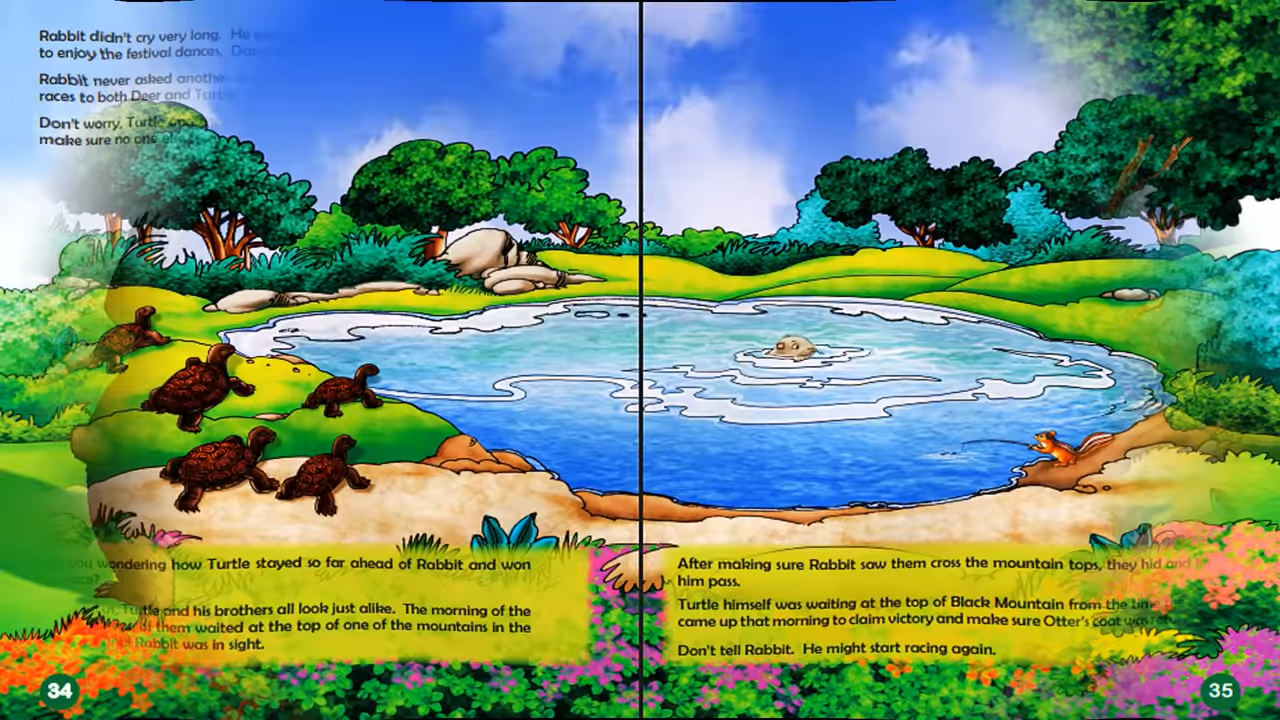 Rabbit didn't cry very long. He
to enjoy the festival dances.
Rabbit never asked anothe
races to both Deer and Turt
Don't worry, Turtle
make sure no one
you wondering how Turtle stayed so far ahead of Rabbit and won
Turtle and his brothers all look just alike. The morning of the
of them waited at the top of one of the mountains in the
Rabbit was in sight.
34
After making sure Rabbit saw them cross the mountain tops, they hid and
him pass.
Turtle himself was waiting at the top of Black Mountain from the
came up that morning to claim victory and make sure Otter's coat was
Don't tell Rabbit. He might start racing again.
35